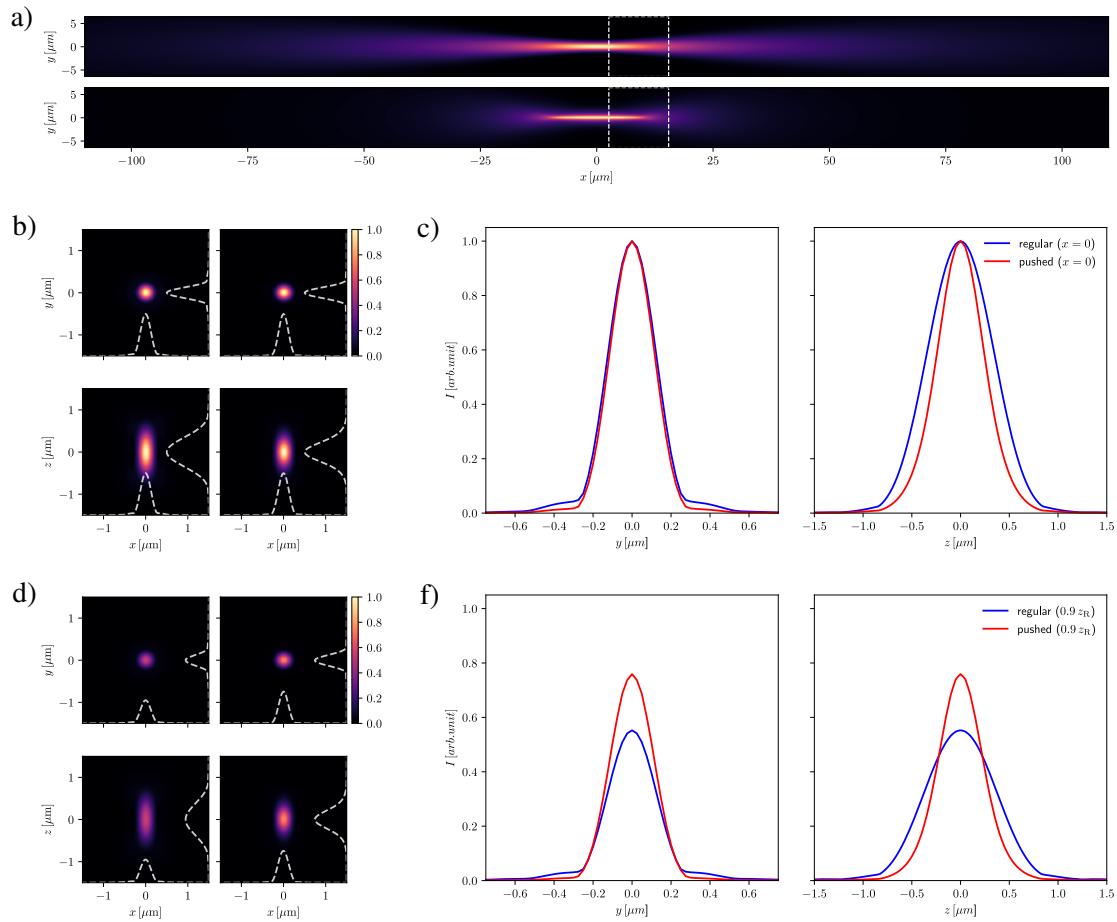 a)
5
0
−5
y [μm]
5
0
−5
y [μm]
−100 −75 −50 −25 0 25 50 75 100
x [μm]
b)
1
0
−1
y [μm]
1.0
0.8
0.6
0.4
0.2
0.0
1
0
−1
z [μm]
−1 0 1 −1 0 1
x [μm] x [μm]
c)
1.0
0.8
0.6
0.4
0.2
0.0
I [arb.unit]
−0.6 −0.4 −0.2 0.0 0.2 0.4 0.6
y [μm]
regular (x = 0)
pushed (x = 0)
−1.5 −1.0 −0.5 0.0 0.5 1.0 1.5
z [μm]
d)
1
0
−1
y [μm]
1.0
0.8
0.6
0.4
0.2
0.0
1
0
−1
z [μm]
−1 0 1 −1 0 1
x [μm] x [μm]
f)
1.0
0.8
0.6
0.4
0.2
0.0
I [arb.unit]
−0.6 −0.4 −0.2 0.0 0.2 0.4 0.6
y [μm]
regular (0.9 zR)
pushed (0.9 zR)
−1.5 −1.0 −0.5 0.0 0.5 1.0 1.5
z [μm]